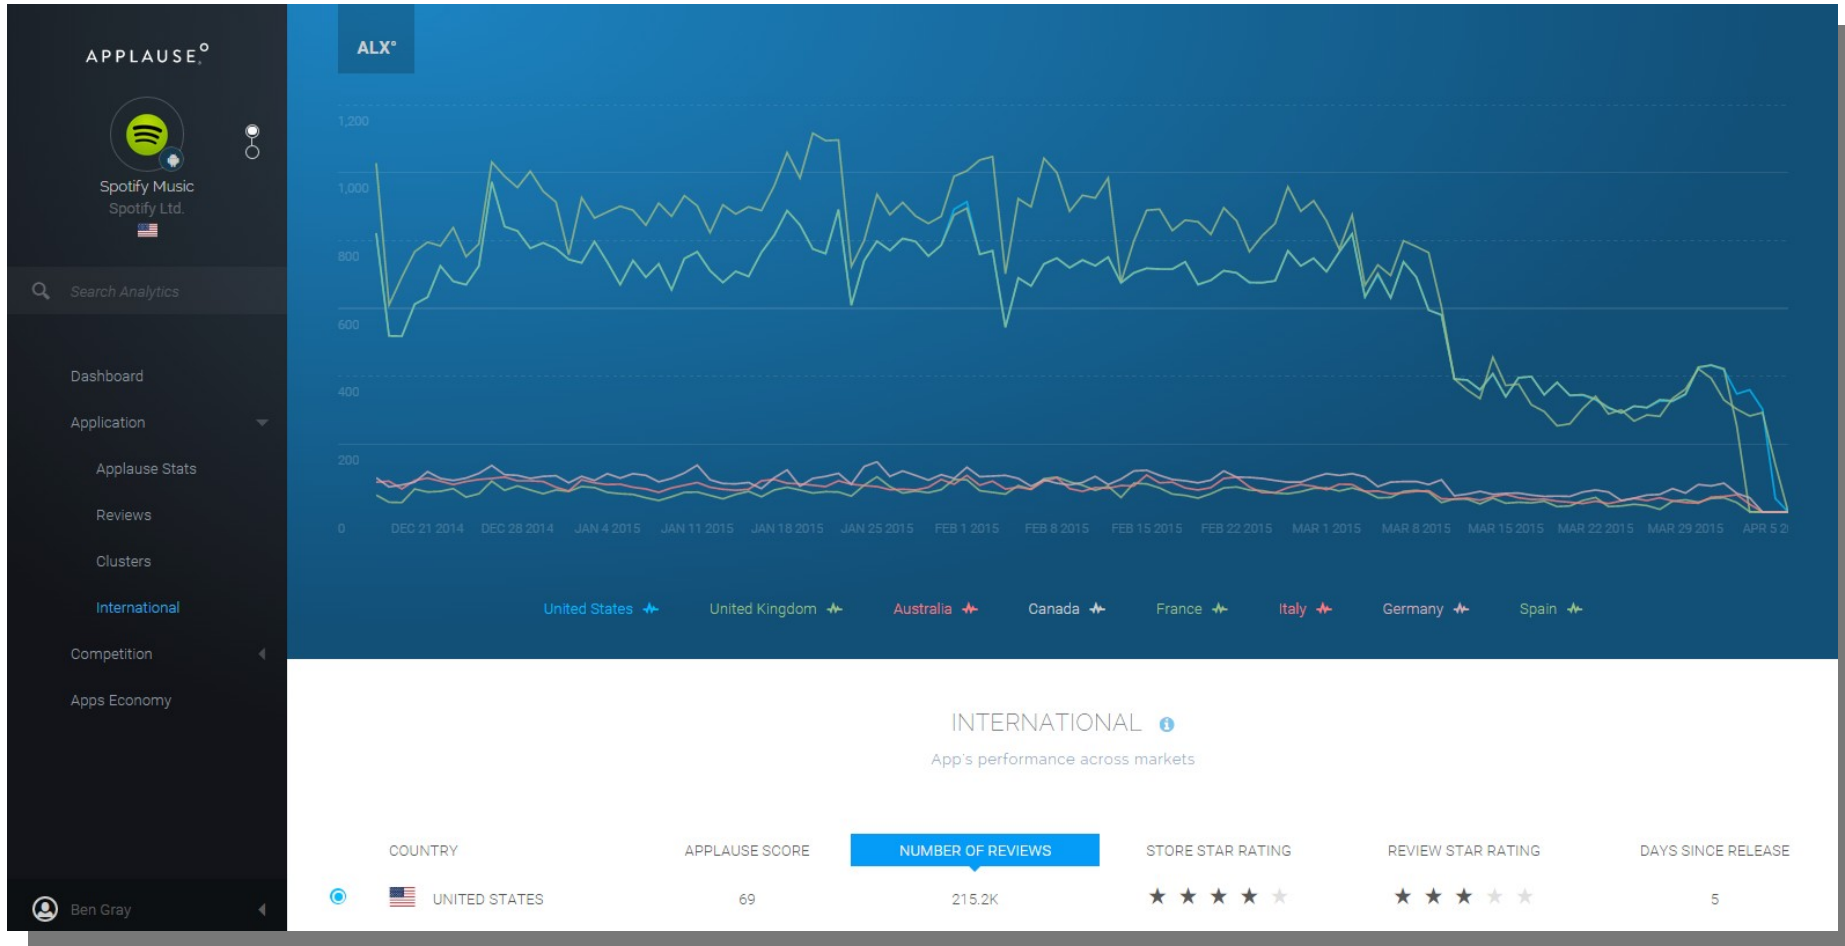 APPLAUSE°
Spotify Music
Spotify Ltd.
Search Analytics
Dashboard
Application
Applause Stats
Reviews
Clusters
International
Competition
Apps Economy
Ben Gray
ALX°
1,200
1,000
800
600
400
200
0 DEC 21 2014 DEC 28 2014 JAN 4 2015 JAN 11 2015 JAN 18 2015 JAN 25 2015 FEB 1 2015 FEB 8 2015 FEB 15 2015 FEB 22 2015 MAR 1 2015 MAR 8 2015 MAR 15 2015 MAR 22 2015 MAR 29 2015 APR 5 2
United States United Kingdom Australia Canada France Italy Germany Spain
INTERNATIONAL i
App's performance across markets
COUNTRY APPLAUSE SCORE NUMBER OF REVIEWS STORE STAR RATING REVIEW STAR RATING DAYS SINCE RELEASE
UNITED STATES 69 215.2K 5